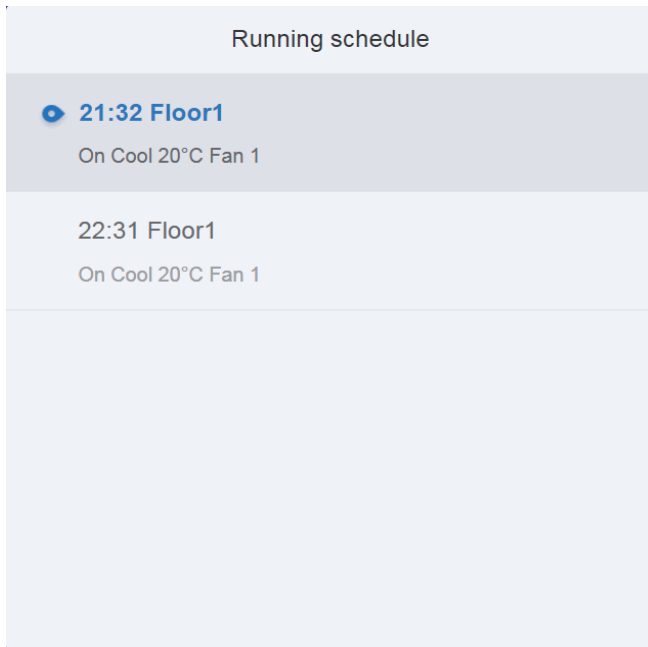 Running schedule
21:32 Floor1
On Cool 20°C Fan 1
22:31 Floor1
On Cool 20°C Fan 1